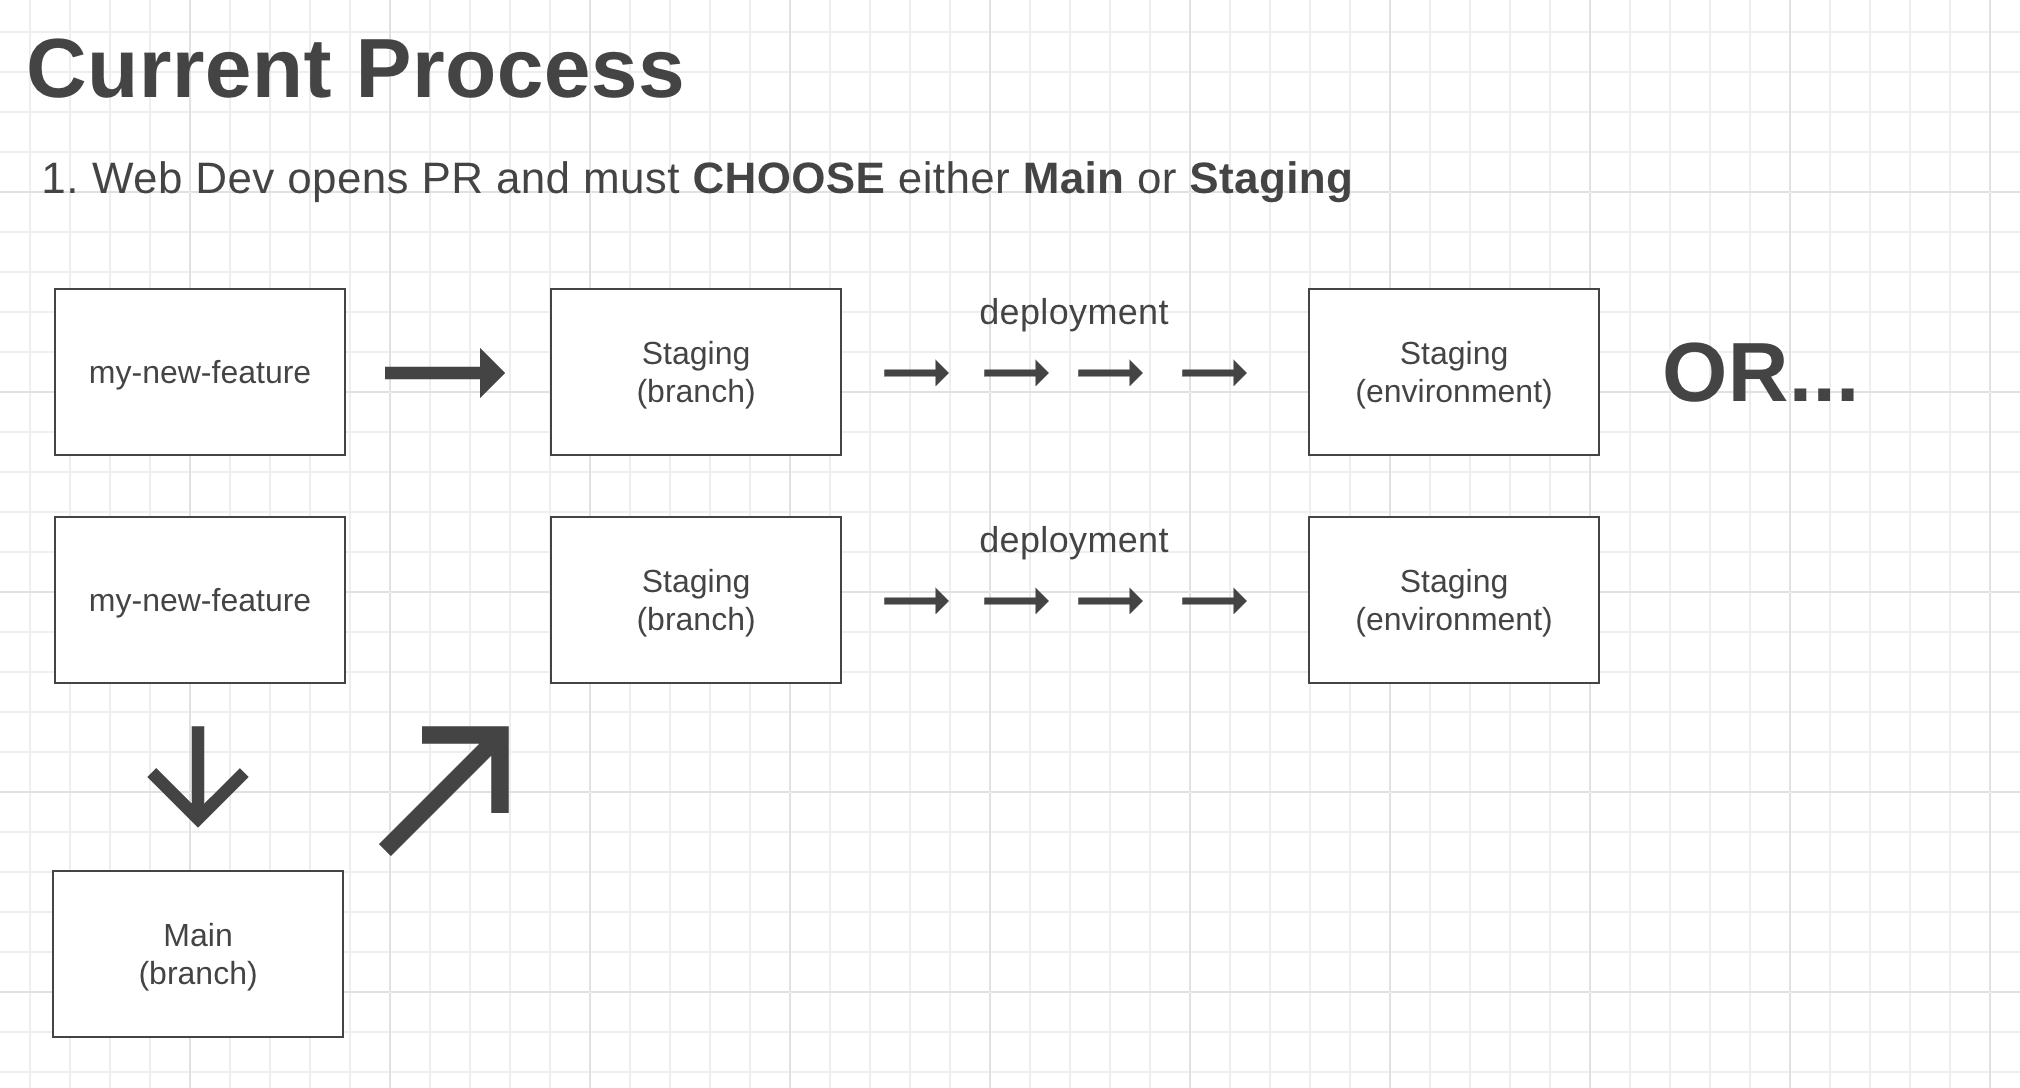 Current Process
1. Web Dev opens PR and must CHOOSE either Main or Staging
my-new-feature
Staging
(branch)
deployment
Staging
(environment)
OR...
my-new-feature
Staging
(branch)
deployment
Staging
(environment)
Main
(branch)